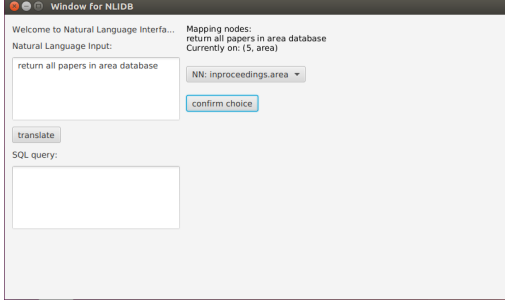 Window for NLIDB
Welcome to Natural Language Interfa...
Natural Language Input:
return all papers in area database
translate
SQL query:
Mapping nodes:
return all papers in area database
Currently on: (5, area)
NN: inproceedings.area
confirm choice